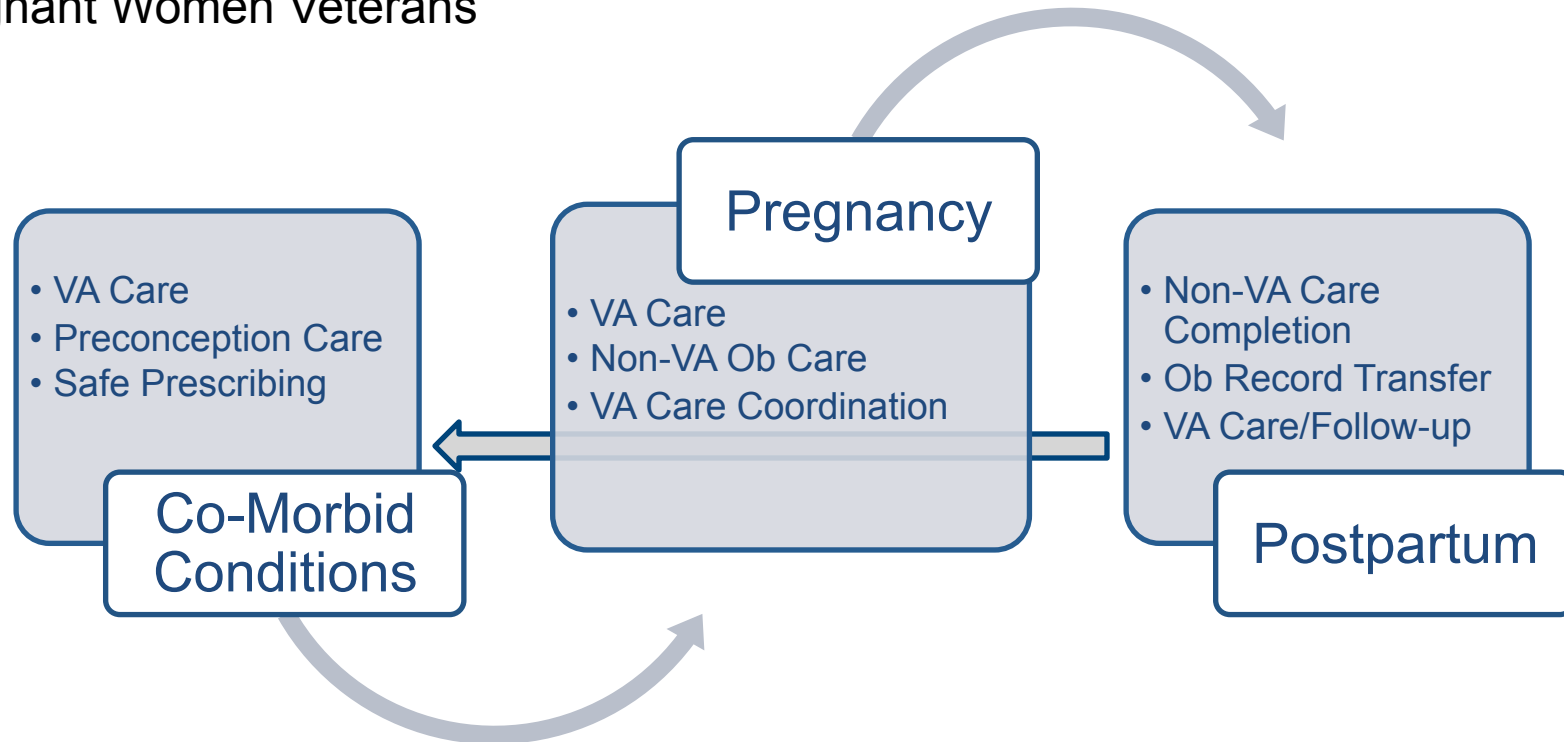 nant Women Veterans
• VA Care
• Preconception Care
• Safe Prescribing
Co-Morbid
Conditions
Pregnancy
• VA Care
• Non-VA Ob Care
• VA Care Coordination
• Non-VA Care
Completion
• Ob Record Transfer
• VA Care/Follow-up
Postpartum